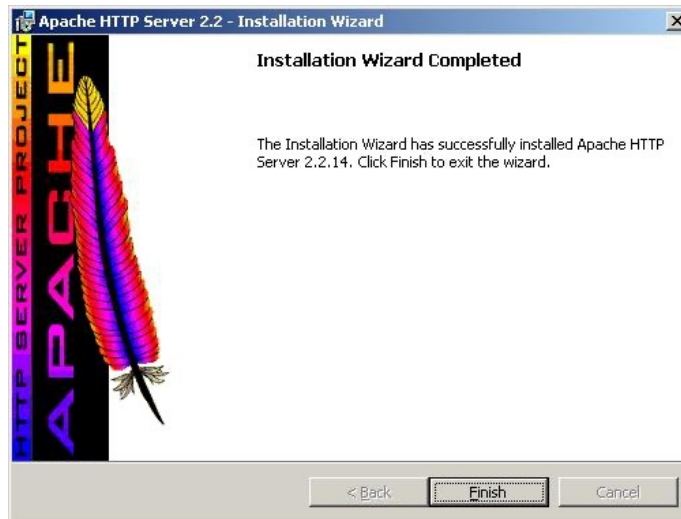 Apache HTTP Server 2.2 - Installation Wizard
HTTP SERVER PROJECT
APACHE
Installation Wizard Completed
The Installation Wizard has successfully installed Apache HTTP
Server 2.2.14. Click Finish to exit the wizard.
< Back
Finish
Cancel